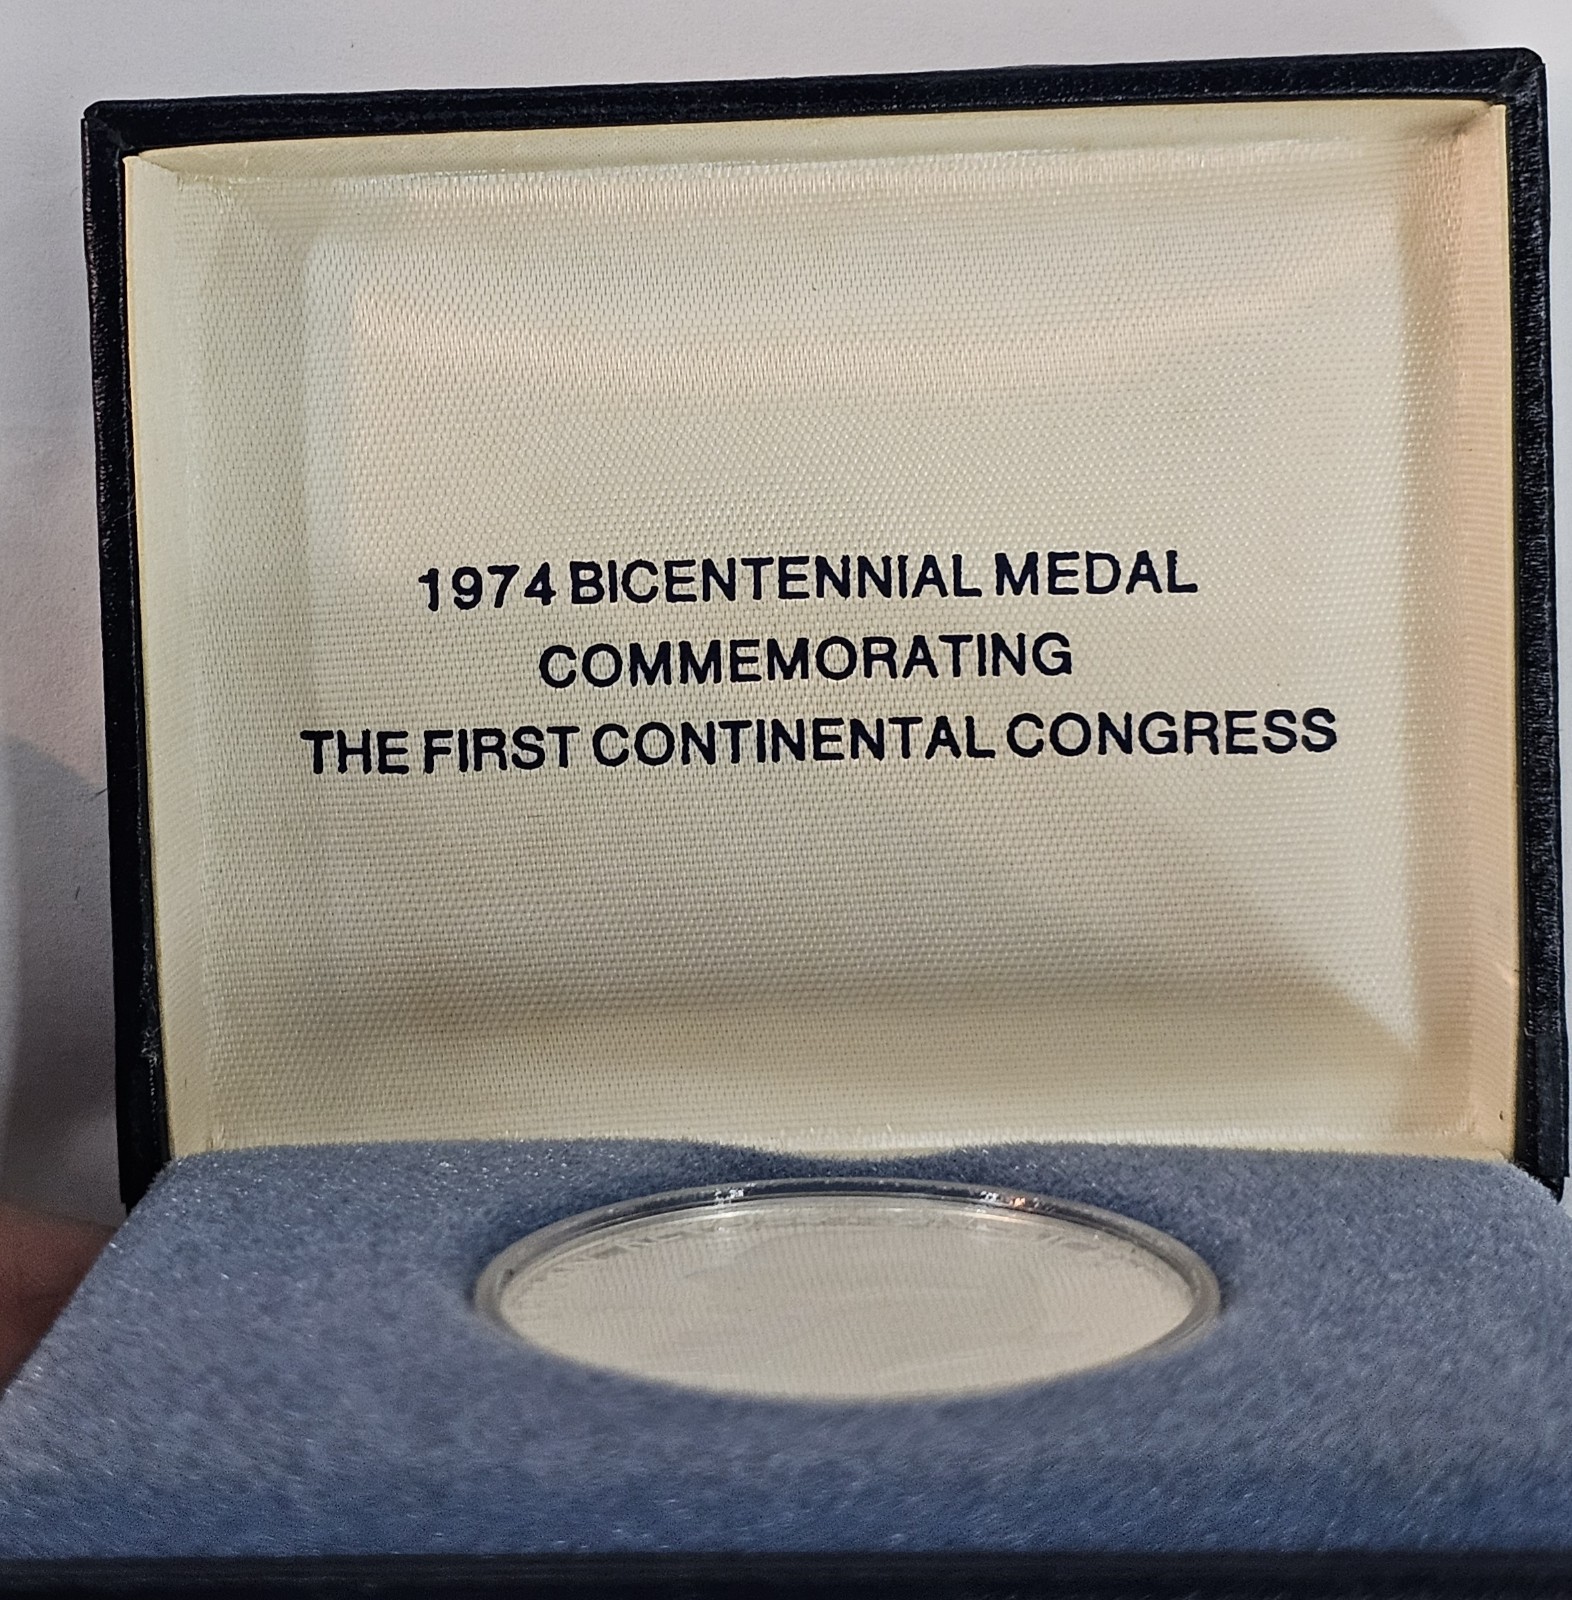 1974 BICENTENNIAL MEDAL
COMMEMORATING
THE FIRST CONTINENTAL CONGRESS